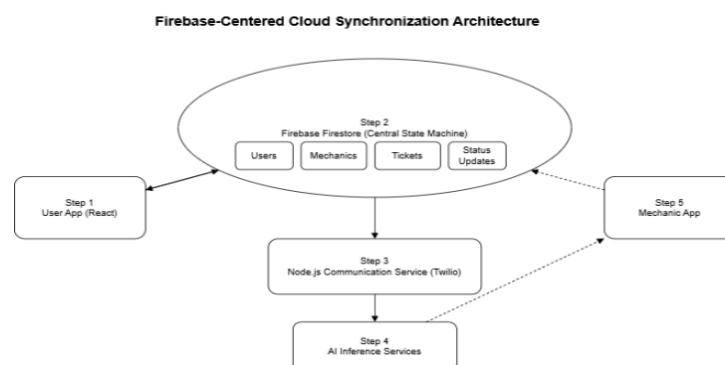 Firebase-Centered Cloud Synchronization Architecture
Step 2
Firebase Firestore (Central State Machine)
Users
Mechanics
Tickets
Status
Updates
Step 1
User App (React)
Step 5
Mechanic App
Step 3
Node.js Communication Service (Twilio)
Step 4
AI Inference Services